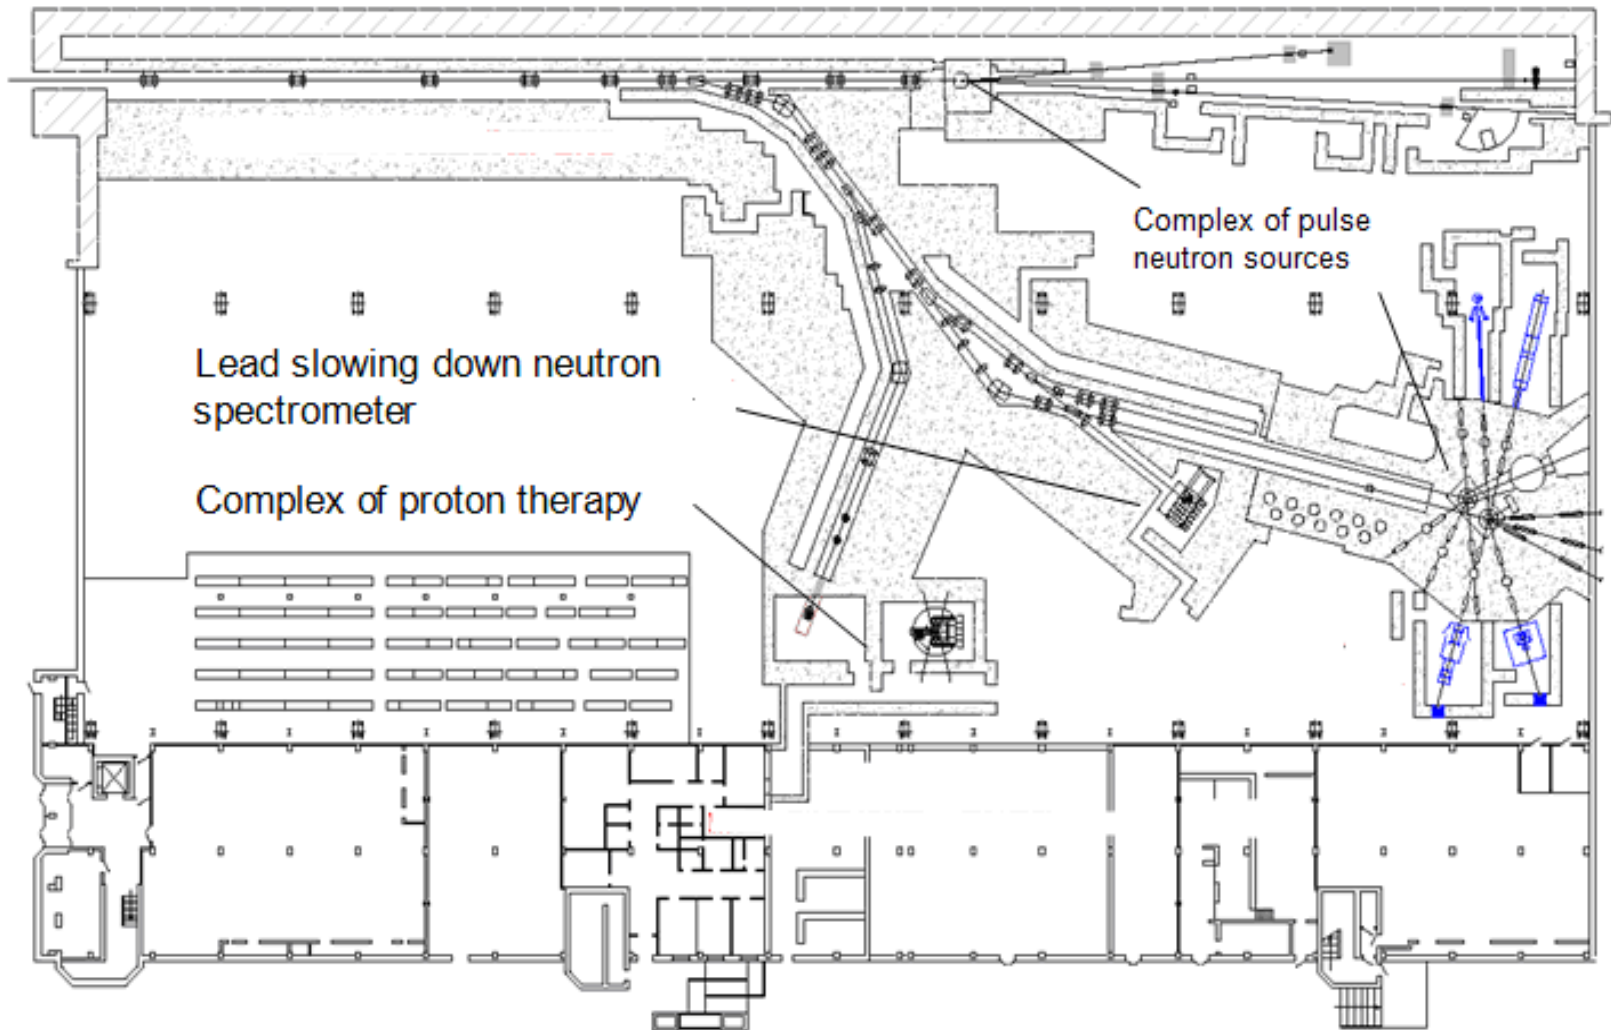 Complex of pulse
neutron sources
Lead slowing down neutron
spectrometer
Complex of proton therapy